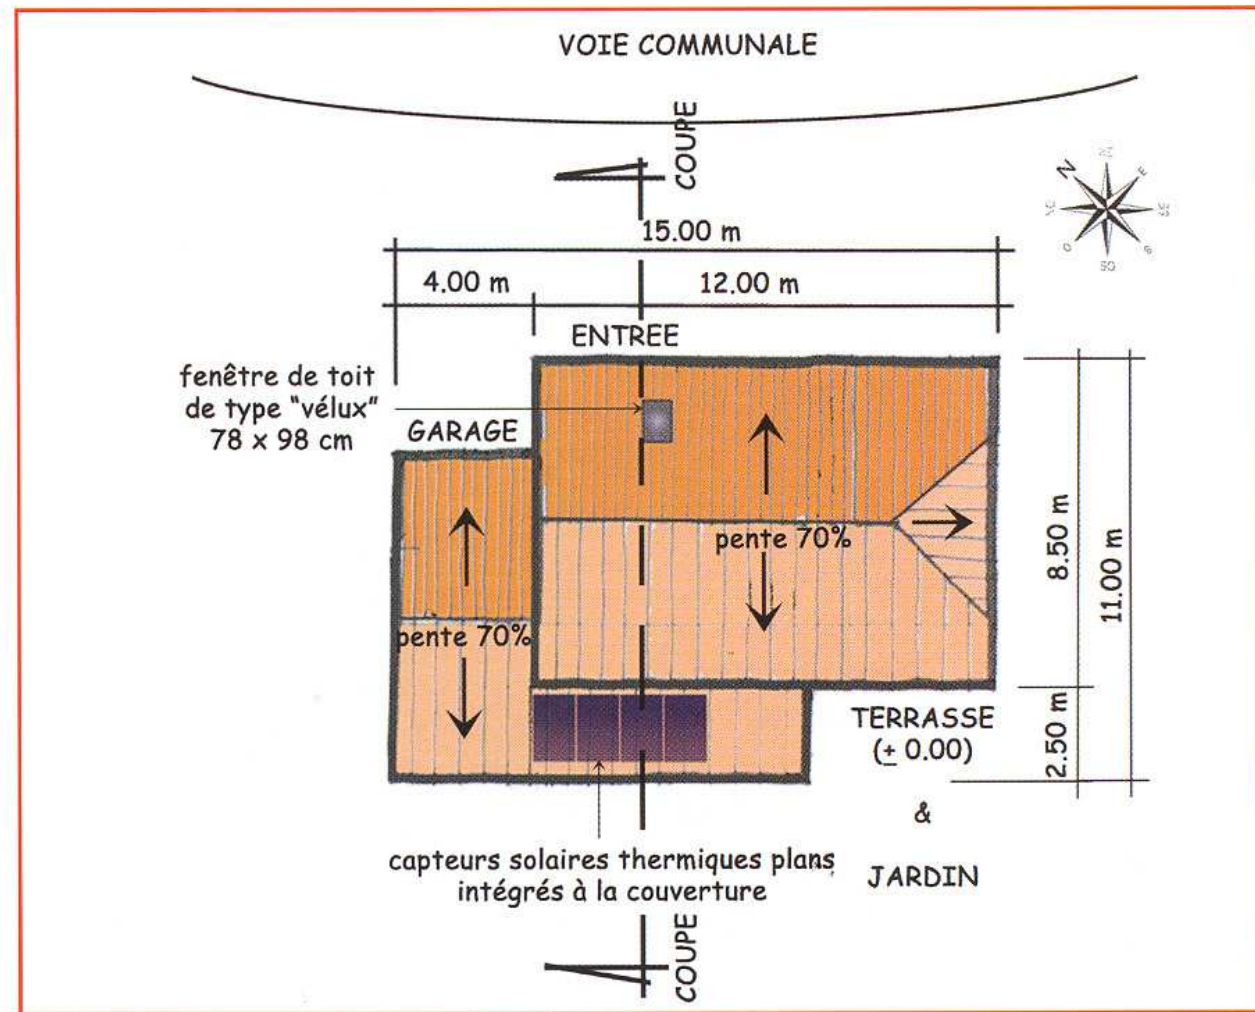 VOIE COMMUNALE
COUPE
N
E
SE
S
SO
O
15.00 m
4.00 m
12.00 m
ENTREE
fenêtre de toit
de type "vélux"
78 x 98 cm
GARAGE
pente 70%
pente 70%
8.50 m
11.00 m
2.50 m
TERRASSE
(± 0.00)
&
JARDIN
capteurs solaires thermiques plans
intégrés à la couverture
COUPE